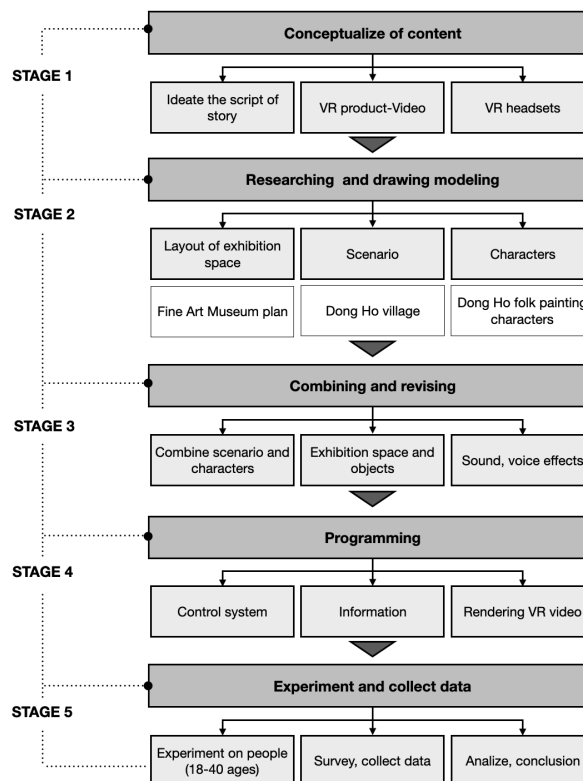 Conceptualize of content
STAGE 1
Ideate the script of
story
VR product-Video
VR headsets
Researching and drawing modeling
STAGE 2
Layout of exhibition
space
Scenario
Characters
Fine Art Museum plan
Dong Ho village
Dong Ho folk painting
characters
Combining and revising
STAGE 3
Combine scenario and
characters
Exhibition space and
objects
Sound, voice effects
Programming
STAGE 4
Control system
Information
Rendering VR video
Experiment and collect data
STAGE 5
Experiment on people
(18-40 ages)
Survey, collect data
Analize, conclusion